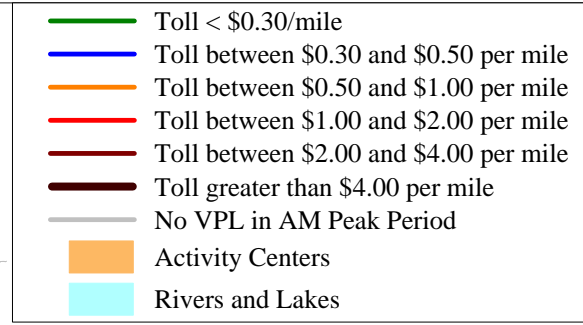 Toll < $0.30/mile
Toll between $0.30 and $0.50 per mile
Toll between $0.50 and $1.00 per mile
Toll between $1.00 and $2.00 per mile
Toll between $2.00 and $4.00 per mile
Toll greater than $4.00 per mile
No VPL in AM Peak Period
Activity Centers
Rivers and Lakes